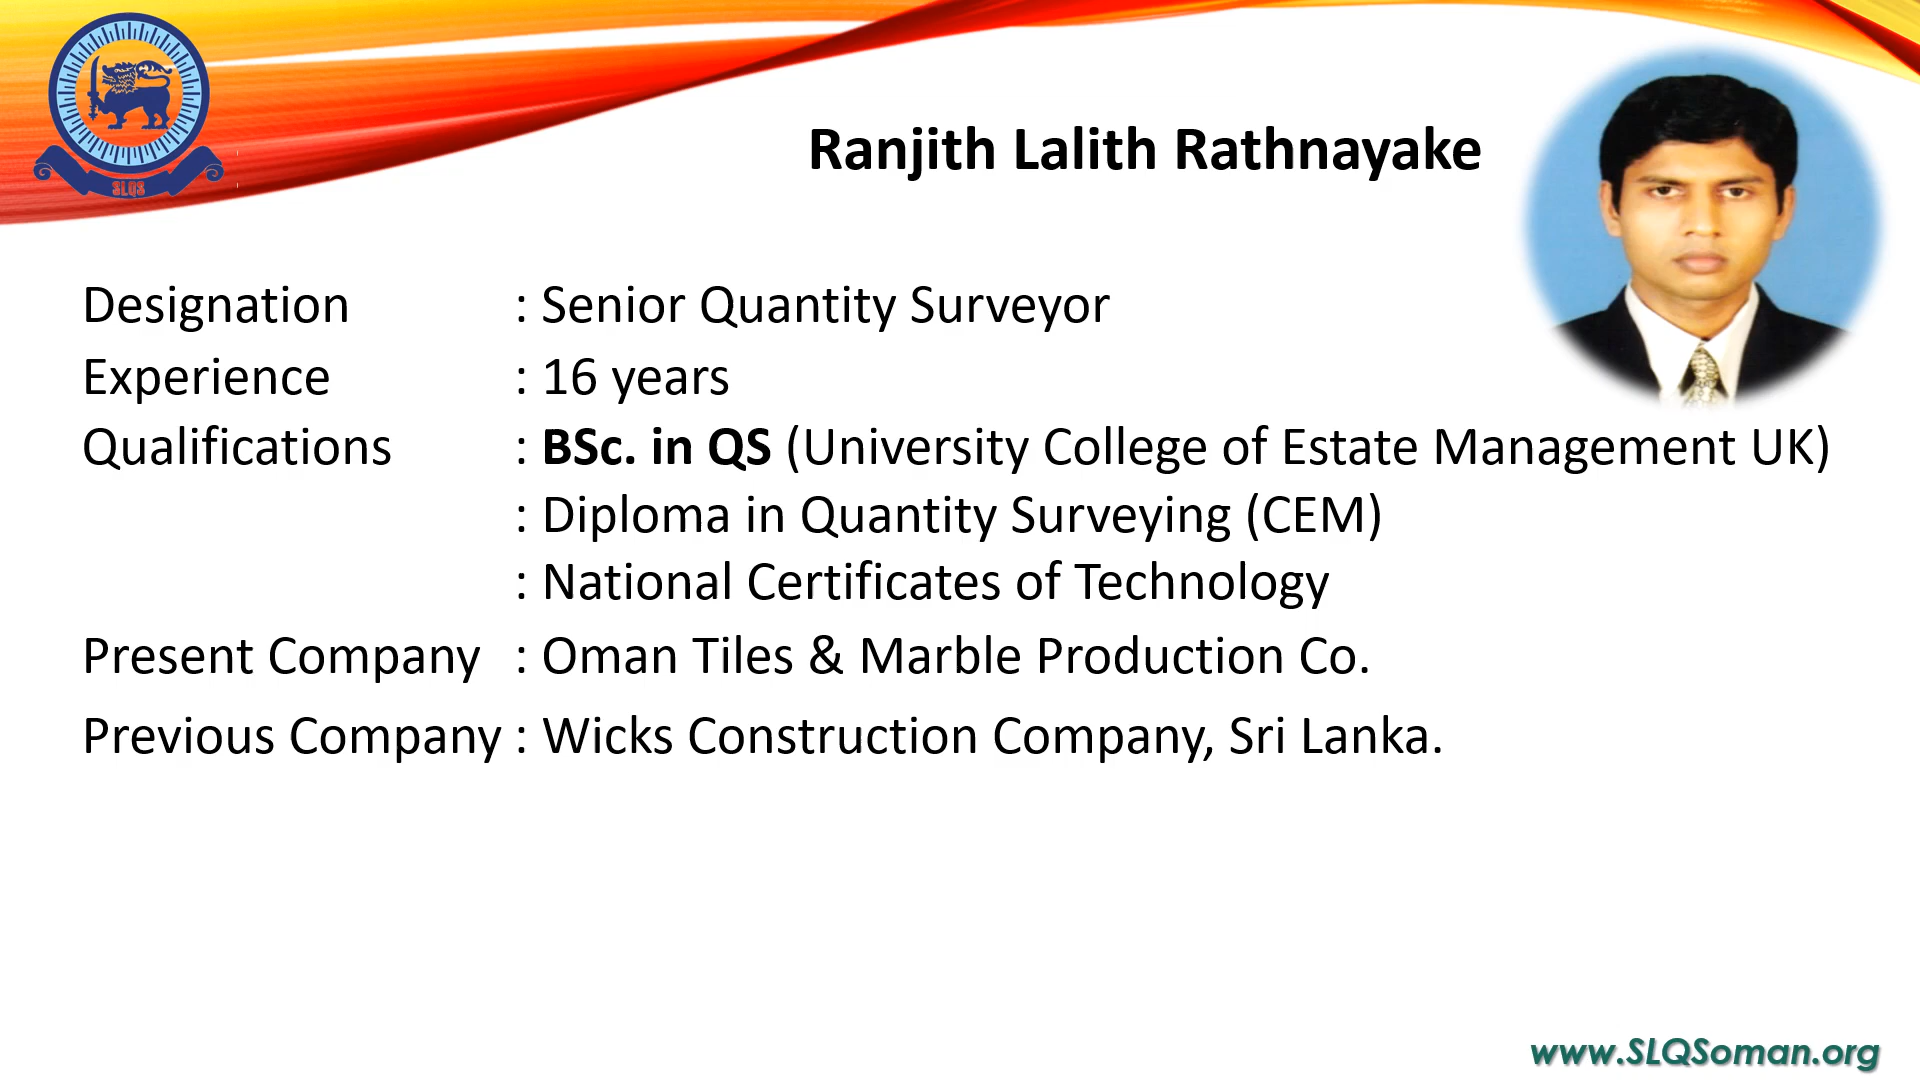 SLQS
Ranjith Lalith Rathnayake
Designation : Senior Quantity Surveyor
Experience : 16 years
Qualifications : BSc. in QS (University College of Estate Management UK)
: Diploma in Quantity Surveying (CEM)
: National Certificates of Technology
Present Company : Oman Tiles & Marble Production Co.
Previous Company : Wicks Construction Company, Sri Lanka.
www.SLQSoman.org